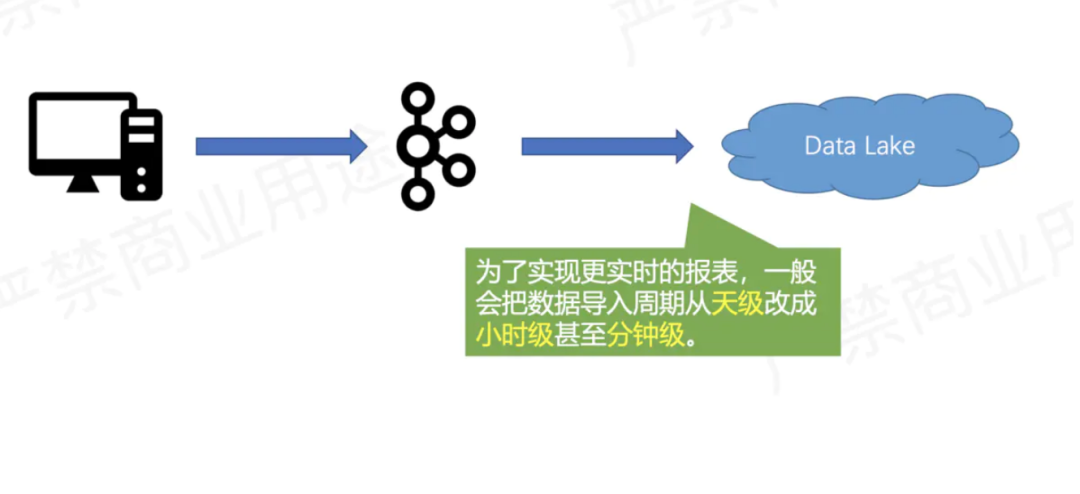 严禁商业用途
Data Lake
为了实现更实时的报表，一般
会把数据导入周期从天级改成
小时级甚至分钟级。
严禁商业用
严